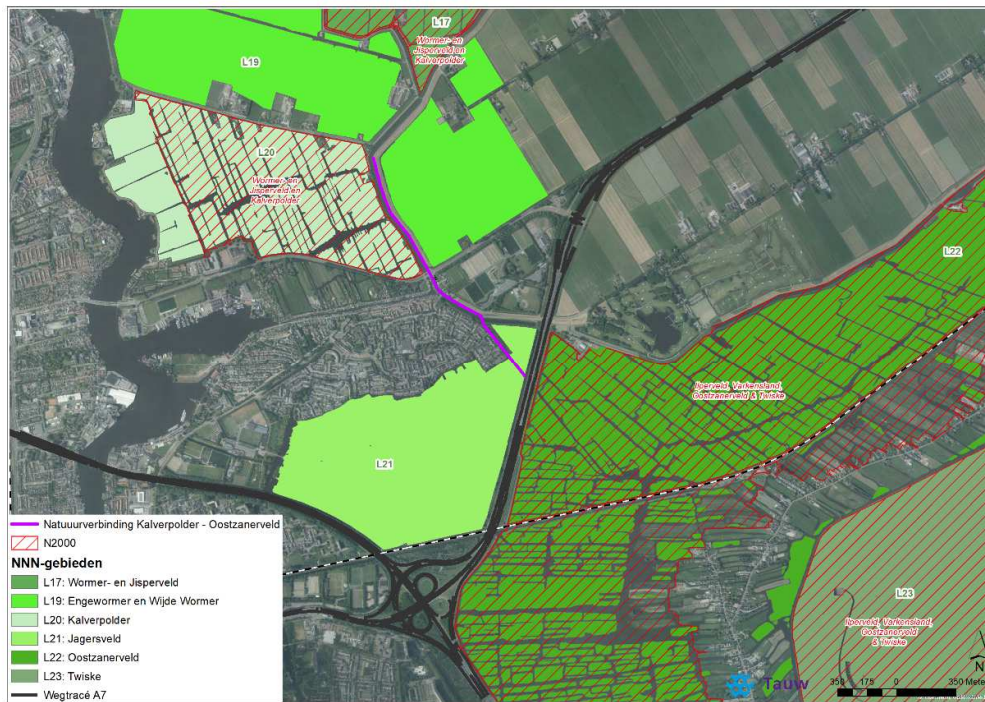 L17
Wormer- en
Jisperveld en
Kalverpolder
L19
L20
Wormer- en
Jisperveld en
Kalverpolder
L22
Ilperveld, Varkensland,
Oostzanerveld & Twiske
L21
L23
Ilperveld, Varkensland,
Oostzanerveld
& Twiske
Natuuurverbinding Kalverpolder - Oostzanerveld
N2000
NNN-gebieden
L17: Wormer- en Jisperveld
L19: Engewormer en Wijde Wormer
L20: Kalverpolder
L21: Jagersveld
L22: Oostzanerveld
L23: Twiske
Wegtracé A7
Tauw
N
350 175 0 350 Meter